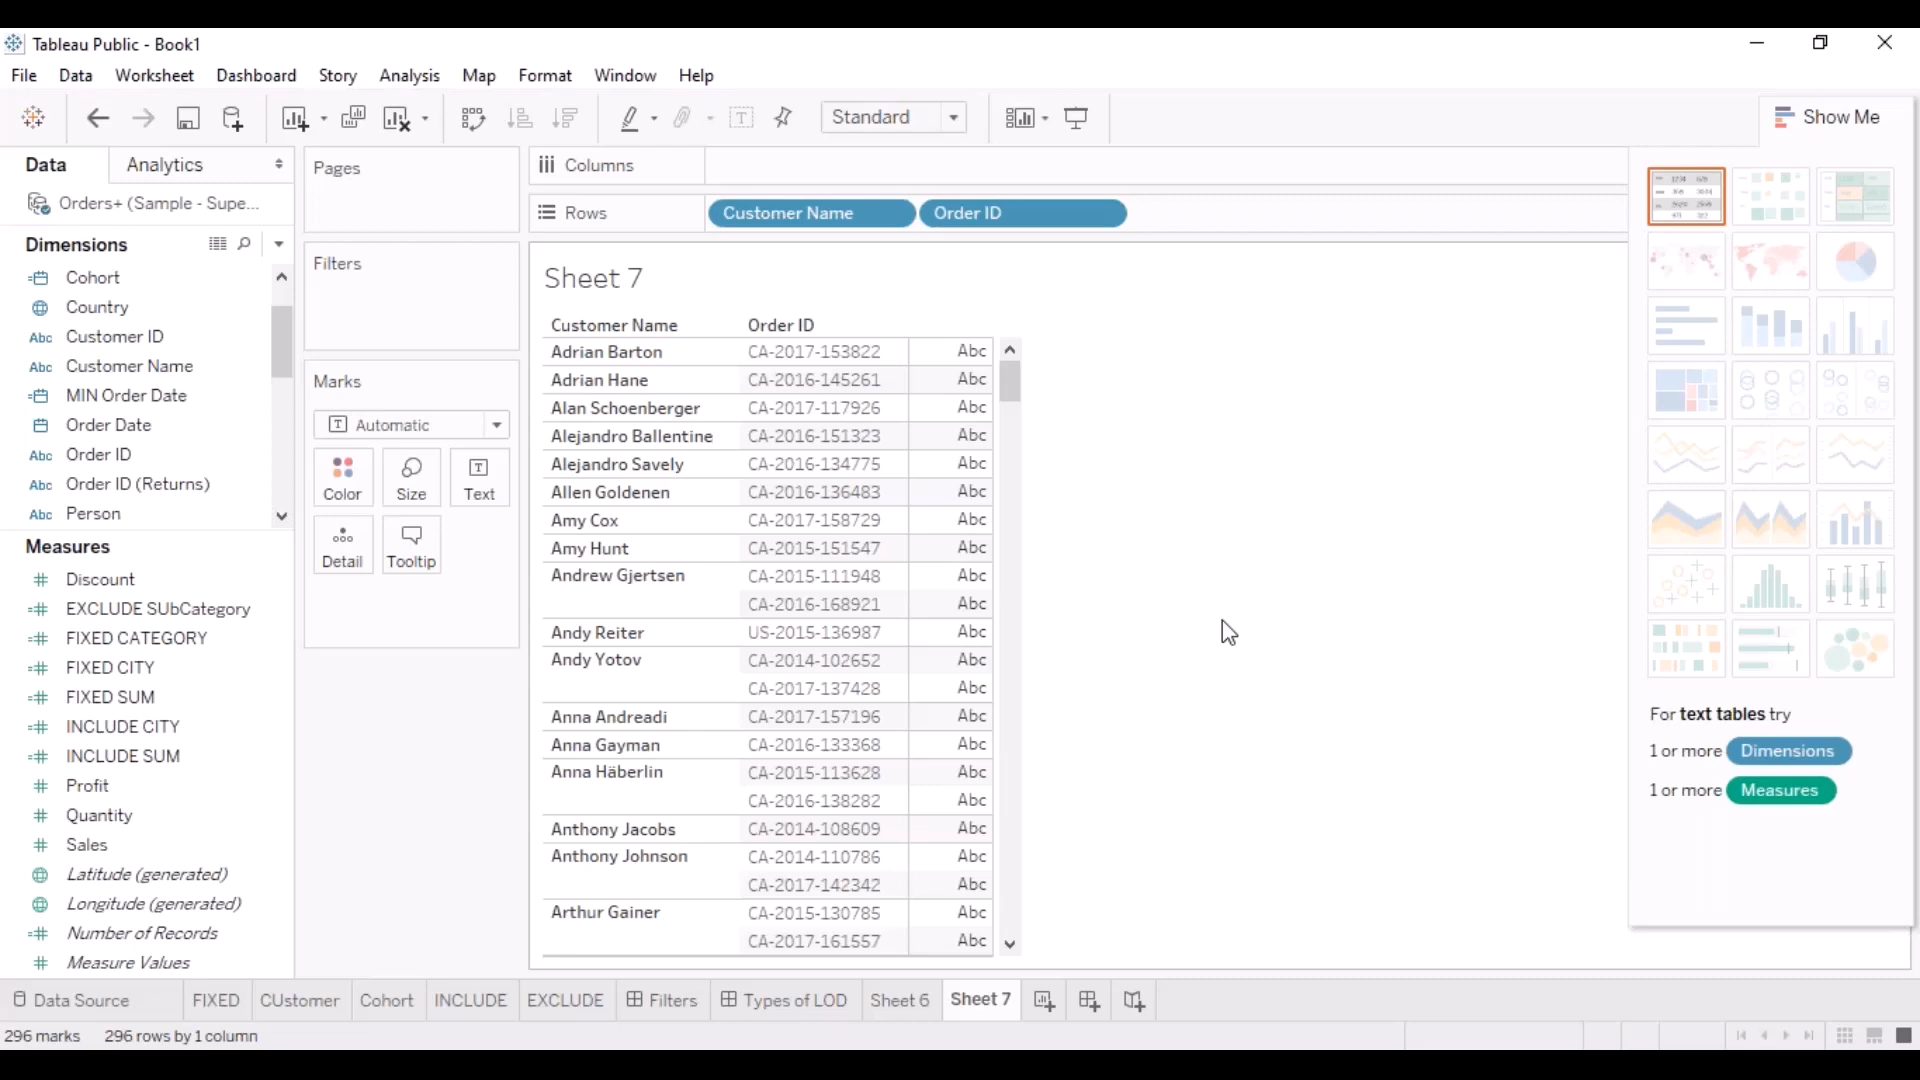 Tableau Public - Book1
File Data Worksheet Dashboard Story Analysis Map Format Window Help
Standard
Show Me
Data Analytics
Orders+ (Sample - Supe...
Dimensions
Cohort
Country
Abc Customer ID
Abc Customer Name
MIN Order Date
Order Date
Abc Order ID
Abc Order ID (Returns)
Abc Person
Measures
Discount
EXCLUDE SUbCategory
FIXED CATEGORY
FIXED CITY
FIXED SUM
INCLUDE CITY
INCLUDE SUM
Profit
Quantity
Sales
Latitude (generated)
Longitude (generated)
Number of Records
Measure Values
Pages
Filters
Marks
Automatic
Color Size Text
Detail Tooltip
Columns
Rows Customer Name Order ID
Sheet 7
Customer Name Order ID
Adrian Barton CA-2017-153822 Abc
Adrian Hane CA-2016-145261 Abc
Alan Schoenberger CA-2017-117926 Abc
Alejandro Ballentine CA-2016-151323 Abc
Alejandro Savely CA-2016-134775 Abc
Allen Goldenen CA-2016-136483 Abc
Amy Cox CA-2017-158729 Abc
Amy Hunt CA-2015-151547 Abc
Andrew Gjertsen CA-2015-111948 Abc
CA-2016-168921 Abc
Andy Reiter US-2015-136987 Abc
Andy Yotov CA-2014-102652 Abc
CA-2017-137428 Abc
Anna Andreadi CA-2017-157196 Abc
Anna Gayman CA-2016-133368 Abc
Anna Häberlin CA-2015-113628 Abc
CA-2016-138282 Abc
Anthony Jacobs CA-2014-108609 Abc
Anthony Johnson CA-2014-110786 Abc
CA-2017-142342 Abc
Arthur Gainer CA-2015-130785 Abc
CA-2017-161557 Abc
For text tables try
1 or more Dimensions
1 or more Measures
Data Source FIXED CUstomer Cohort INCLUDE EXCLUDE Filters Types of LOD Sheet 6 Sheet 7
296 marks 296 rows by 1 column